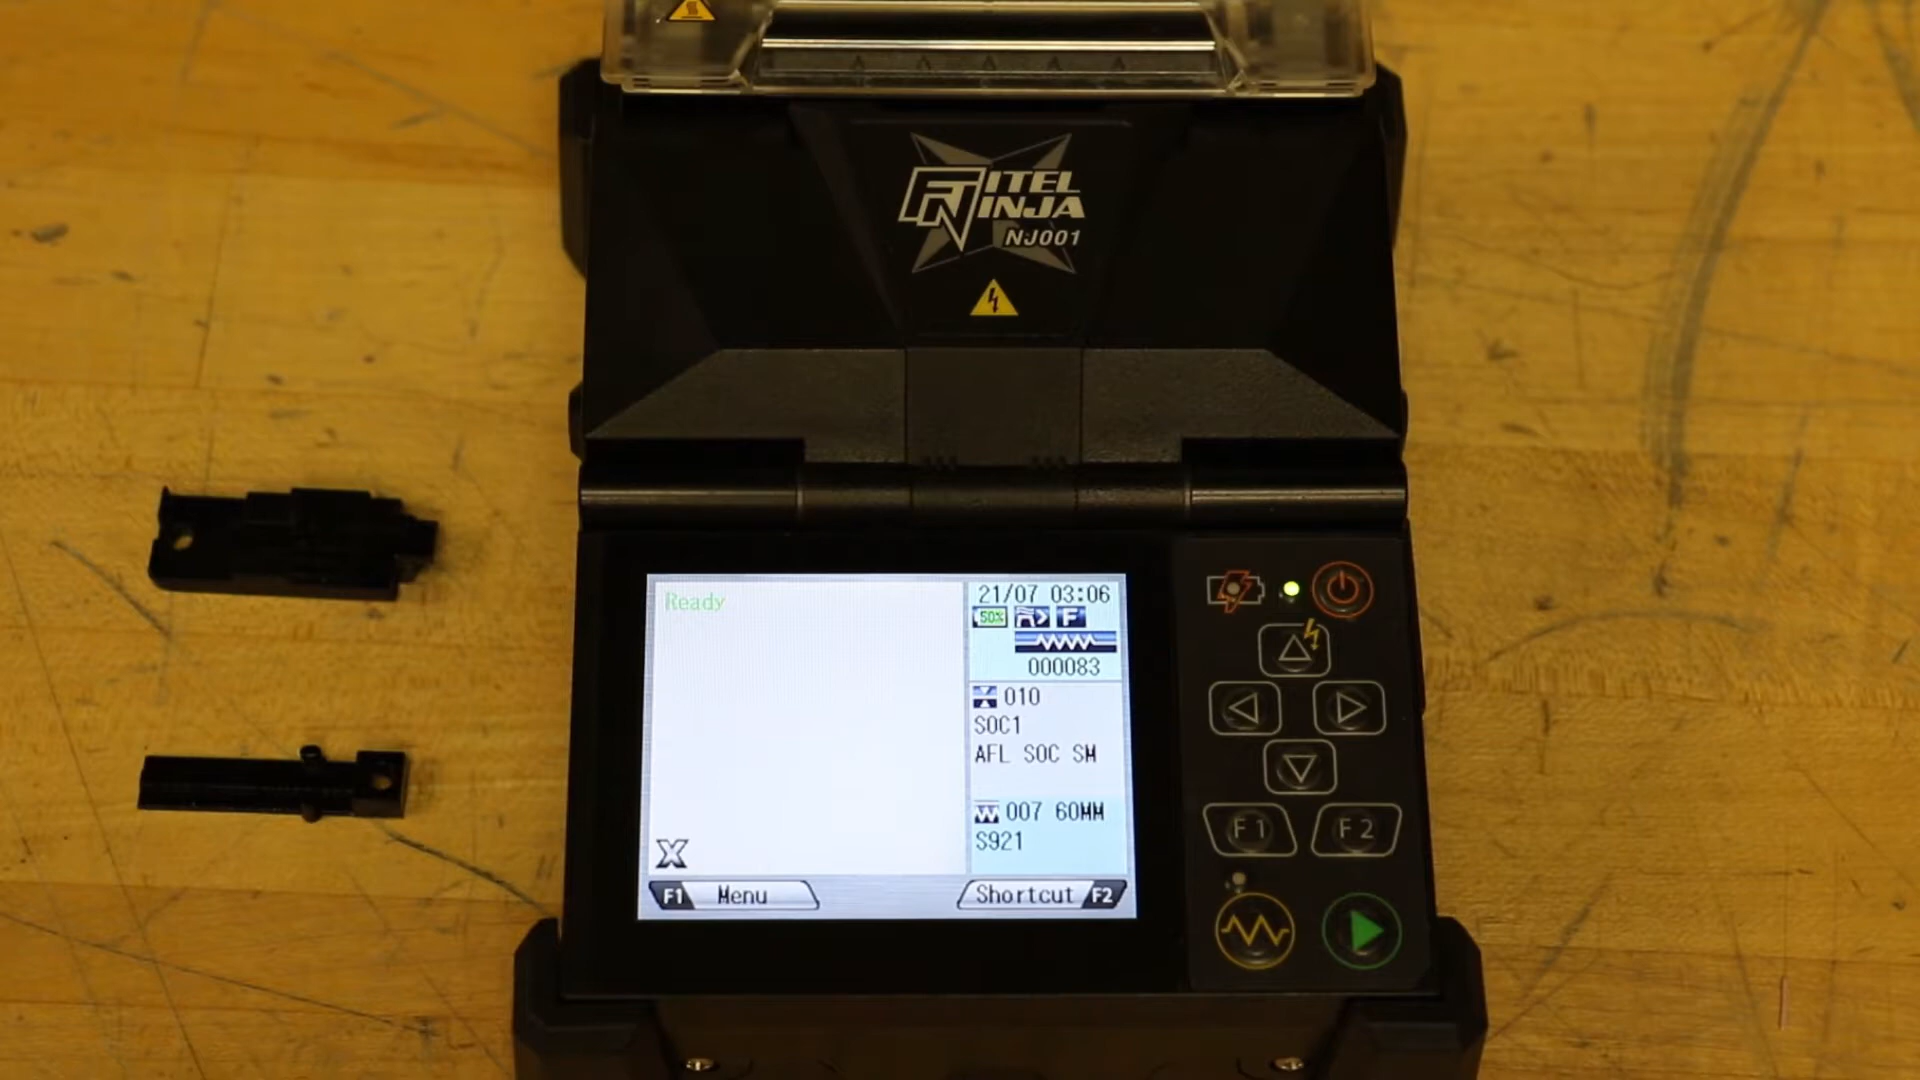 FITEL
NINJA
NJ001
Ready
21/07 03:06
50%
F
000083
010
SOC1
AFL SOC SM
007 60MM
S921
X
F1 Menu
Shortcut F2
F1
F2